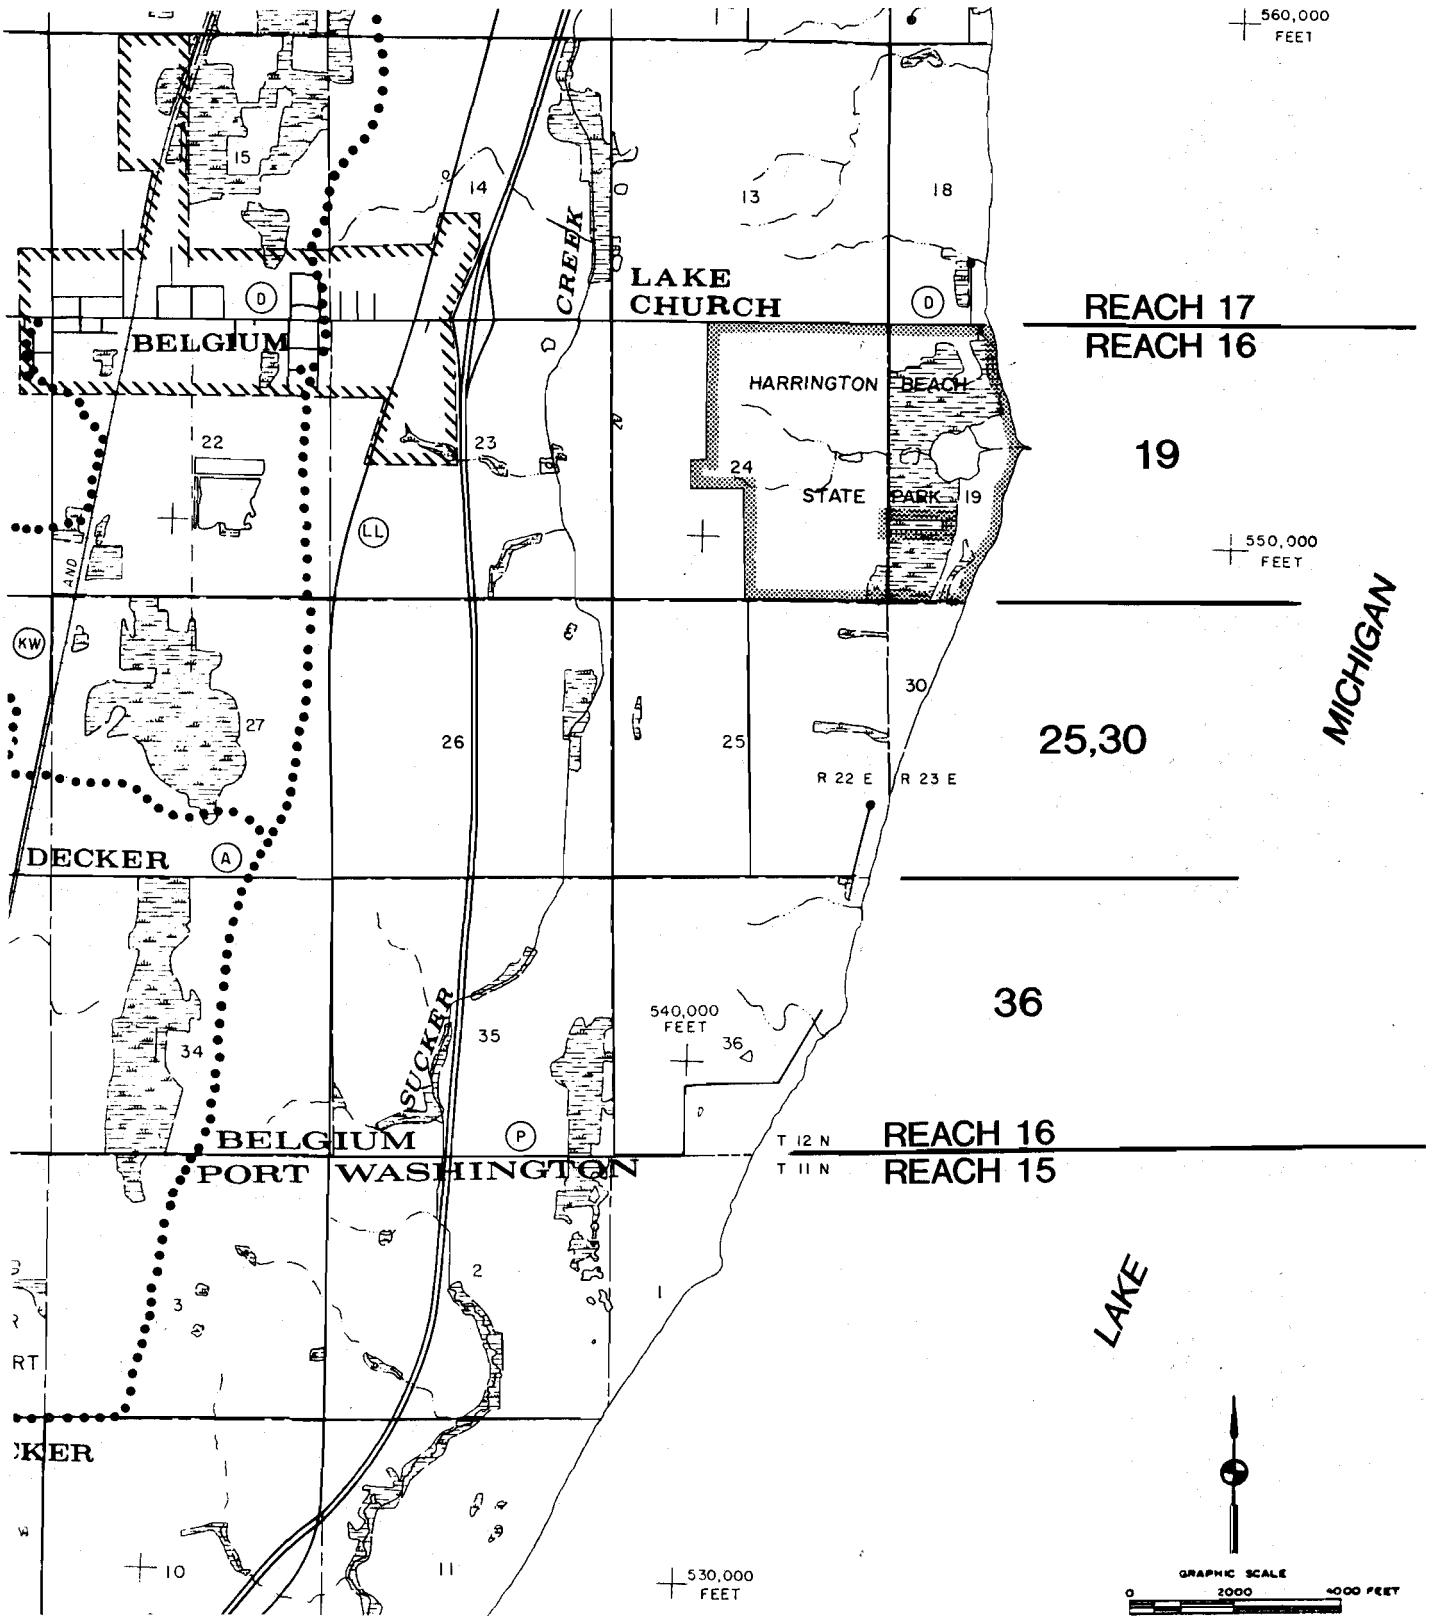 560,000
FEET
15
14
13
18
CREEK
LAKE
CHURCH
D
D
REACH 17
REACH 16
BELGIUM
HARRINGTON BEACH
22
23
24
19
STATE PARK 19
LL
550,000
FEET
AND
KW
MICHIGAN
30
27
26
25
25,30
R 22 E R 23 E
DECKER
A
SUCKER
540,000
FEET
36
34
35
36
BELGIUM
P
T 12 N
REACH 16
PORT WASHINGTON
T 11 N
REACH 15
LAKE
2
3
1
RT
KER
10
11
530,000
FEET
GRAPHIC SCALE
0 2000 4000 FEET